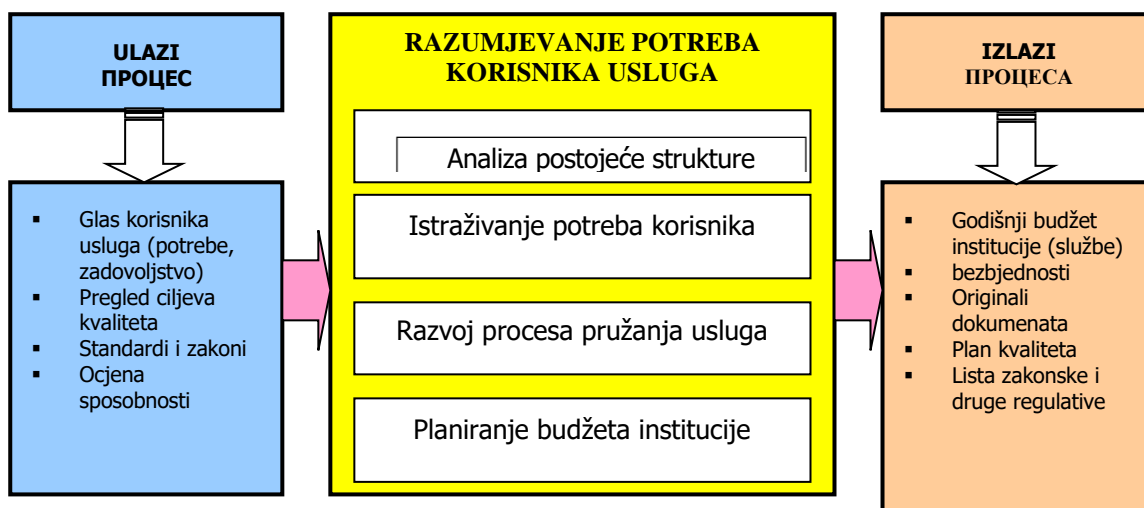 ULAZI
ПРОЦЕС
Glas korisnika
usluga (potrebe,
zadovoljstvo)
Pregled ciljeva
kvaliteta
Standardi i zakoni
Ocjena
sposobnosti
RAZUMJEVANJE POTREBA
KORISNIKA USLUGA
Analiza postojeće strukture
Istraživanje potreba korisnika
Razvoj procesa pružanja usluga
Planiranje budžeta institucije
IZLAZI
ПРОЦЕСА
Godišnji budžet
institucije (službe)
bezbjednosti
Originali
dokumenata
Plan kvaliteta
Lista zakonske i
druge regulative